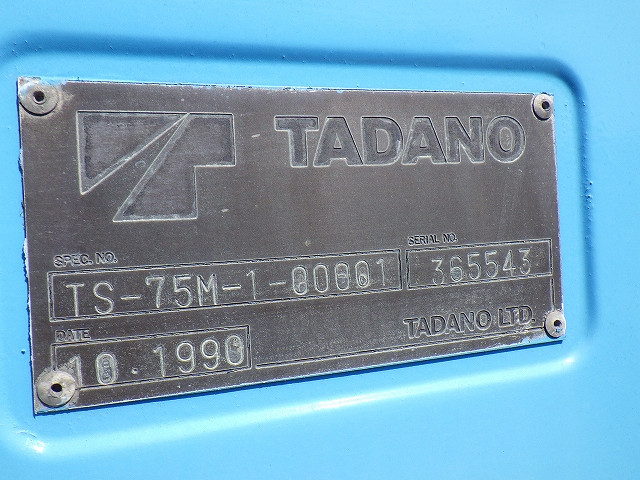 TADANO
SPEC. NO.
SERIAL NO.
TS-75M-1-00001
365543
DATE
10.1990
TADANO LTD.